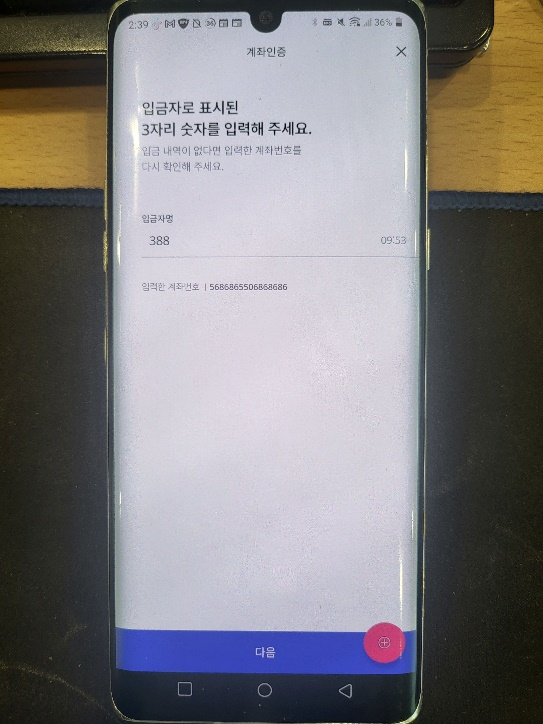 2:39
36%
계좌인증
입금자로 표시된
3자리 숫자를 입력해 주세요.
입금 내역이 없다면 입력한 계좌번호를
다시 확인해 주세요.
입금자명
388
09:53
입력한 계좌번호 | 5686865506868686
다음